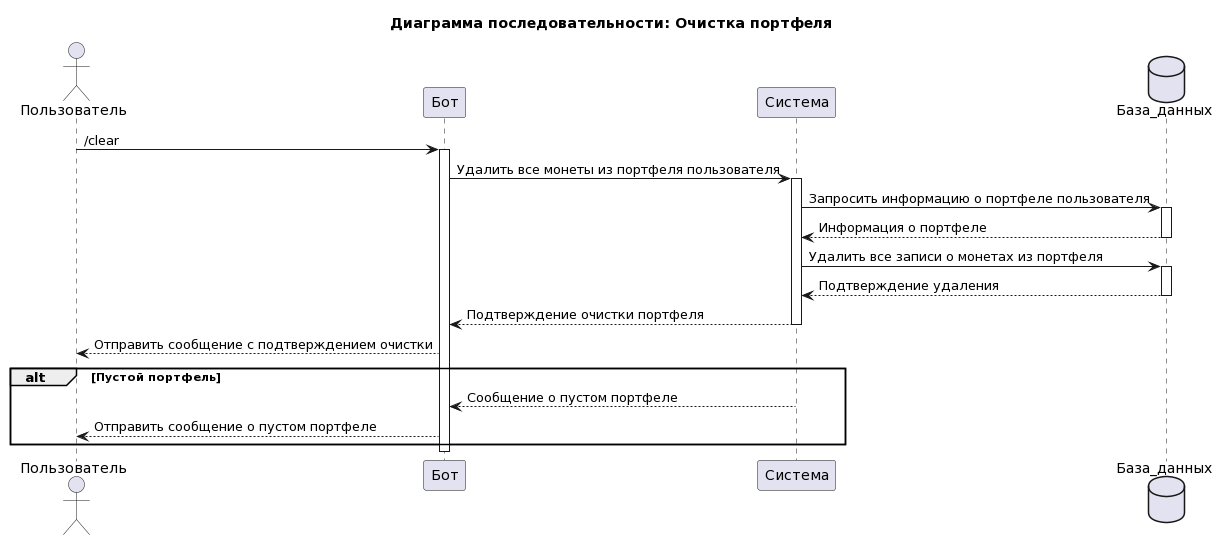 Диаграмма последовательности: Очистка портфеля
Пользователь
Бот
Система
База_данных
/clear
Удалить все монеты из портфеля пользователя
Запросить информацию о портфеле пользователя
Информация о портфеле
Удалить все записи о монетах из портфеля
Подтверждение удаления
Подтверждение очистки портфеля
Отправить сообщение с подтверждением очистки
alt [Пустой портфель]
Сообщение о пустом портфеле
Отправить сообщение о пустом портфеле
Пользователь
Бот
Система
База_данных